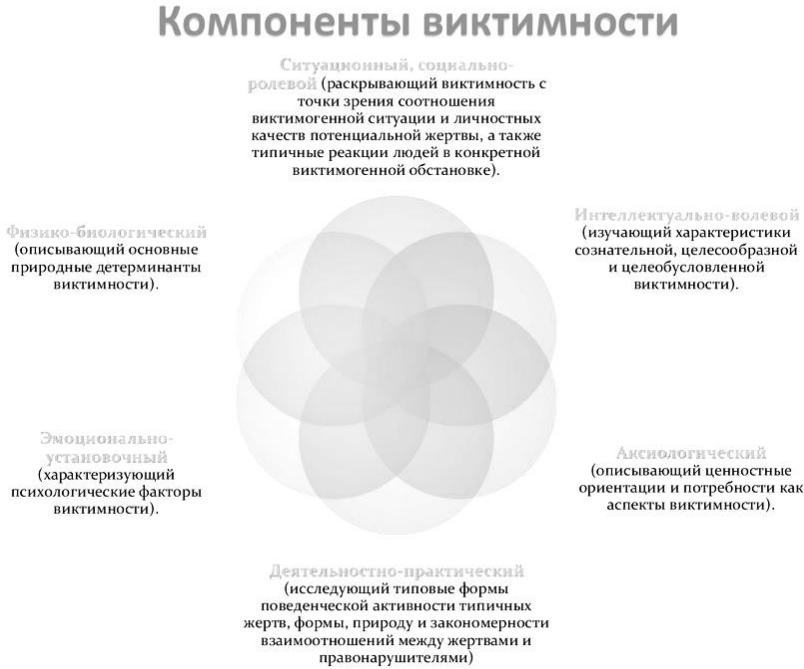 Компоненты виктимности
Ситуационный, социально-
ролевой (раскрывающий виктимность с
точки зрения соотношения
виктимогенной ситуации и личностных
качеств потенциальной жертвы, а также
типичные реакции людей в конкретной
виктимогенной обстановке).
Интеллектуально-волевой
(изучающий характеристики
сознательной, целесообразной
и целеобусловленной
виктимности).
Аксиологический
(описывающий ценностные
ориентации и потребности как
аспекты виктимности).
Деятельностно-практический
(исследующий типовые формы
поведенческой активности типичных
жертв, формы, природу и закономерности
взаимоотношений между жертвами и
правонарушителями)
Эмоционально-
установочный
(характеризующий
психологические факторы
виктимности).
Физико-биологический
(описывающий основные
природные детерминанты
виктимности).